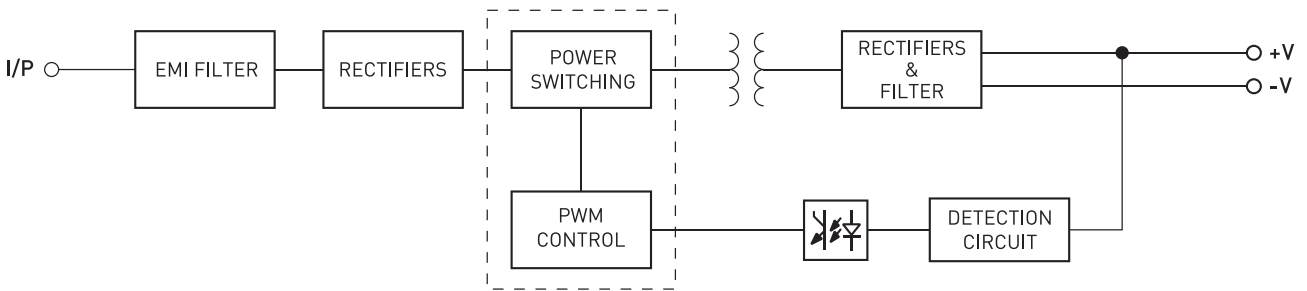 I/P
EMI FILTER
RECTIFIERS
POWER
SWITCHING
RECTIFIERS
&
FILTER
+V
-V
PWM
CONTROL
DETECTION
CIRCUIT